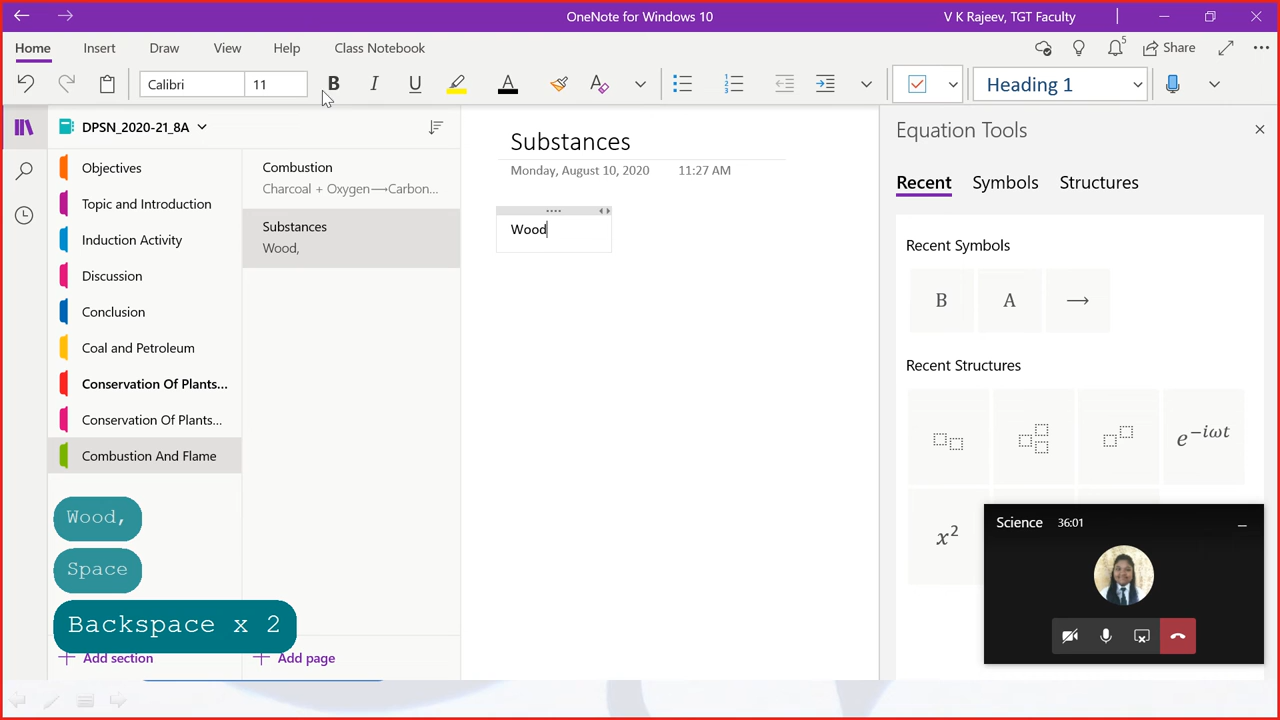 OneNote for Windows 10
V K Rajeev, TGT Faculty
Home
Insert
Draw
View
Help
Class Notebook
5
Share
Calibri
11
B
I
U
A
A
Heading 1
DPSN_2020-21_8A
Objectives
Topic and Introduction
Induction Activity
Discussion
Conclusion
Coal and Petroleum
Conservation Of Plants...
Conservation Of Plants...
Combustion And Flame
Wood,
Space
Backspace x 2
Add section
Combustion
Charcoal + Oxygen⟶Carbon...
Substances
Wood,
Add page
Substances
Monday, August 10, 2020
11:27 AM
Wood
Equation Tools
Recent
Symbols
Structures
Recent Symbols
B
A
→
Recent Structures
e^−iωt
x²
Science
36:01